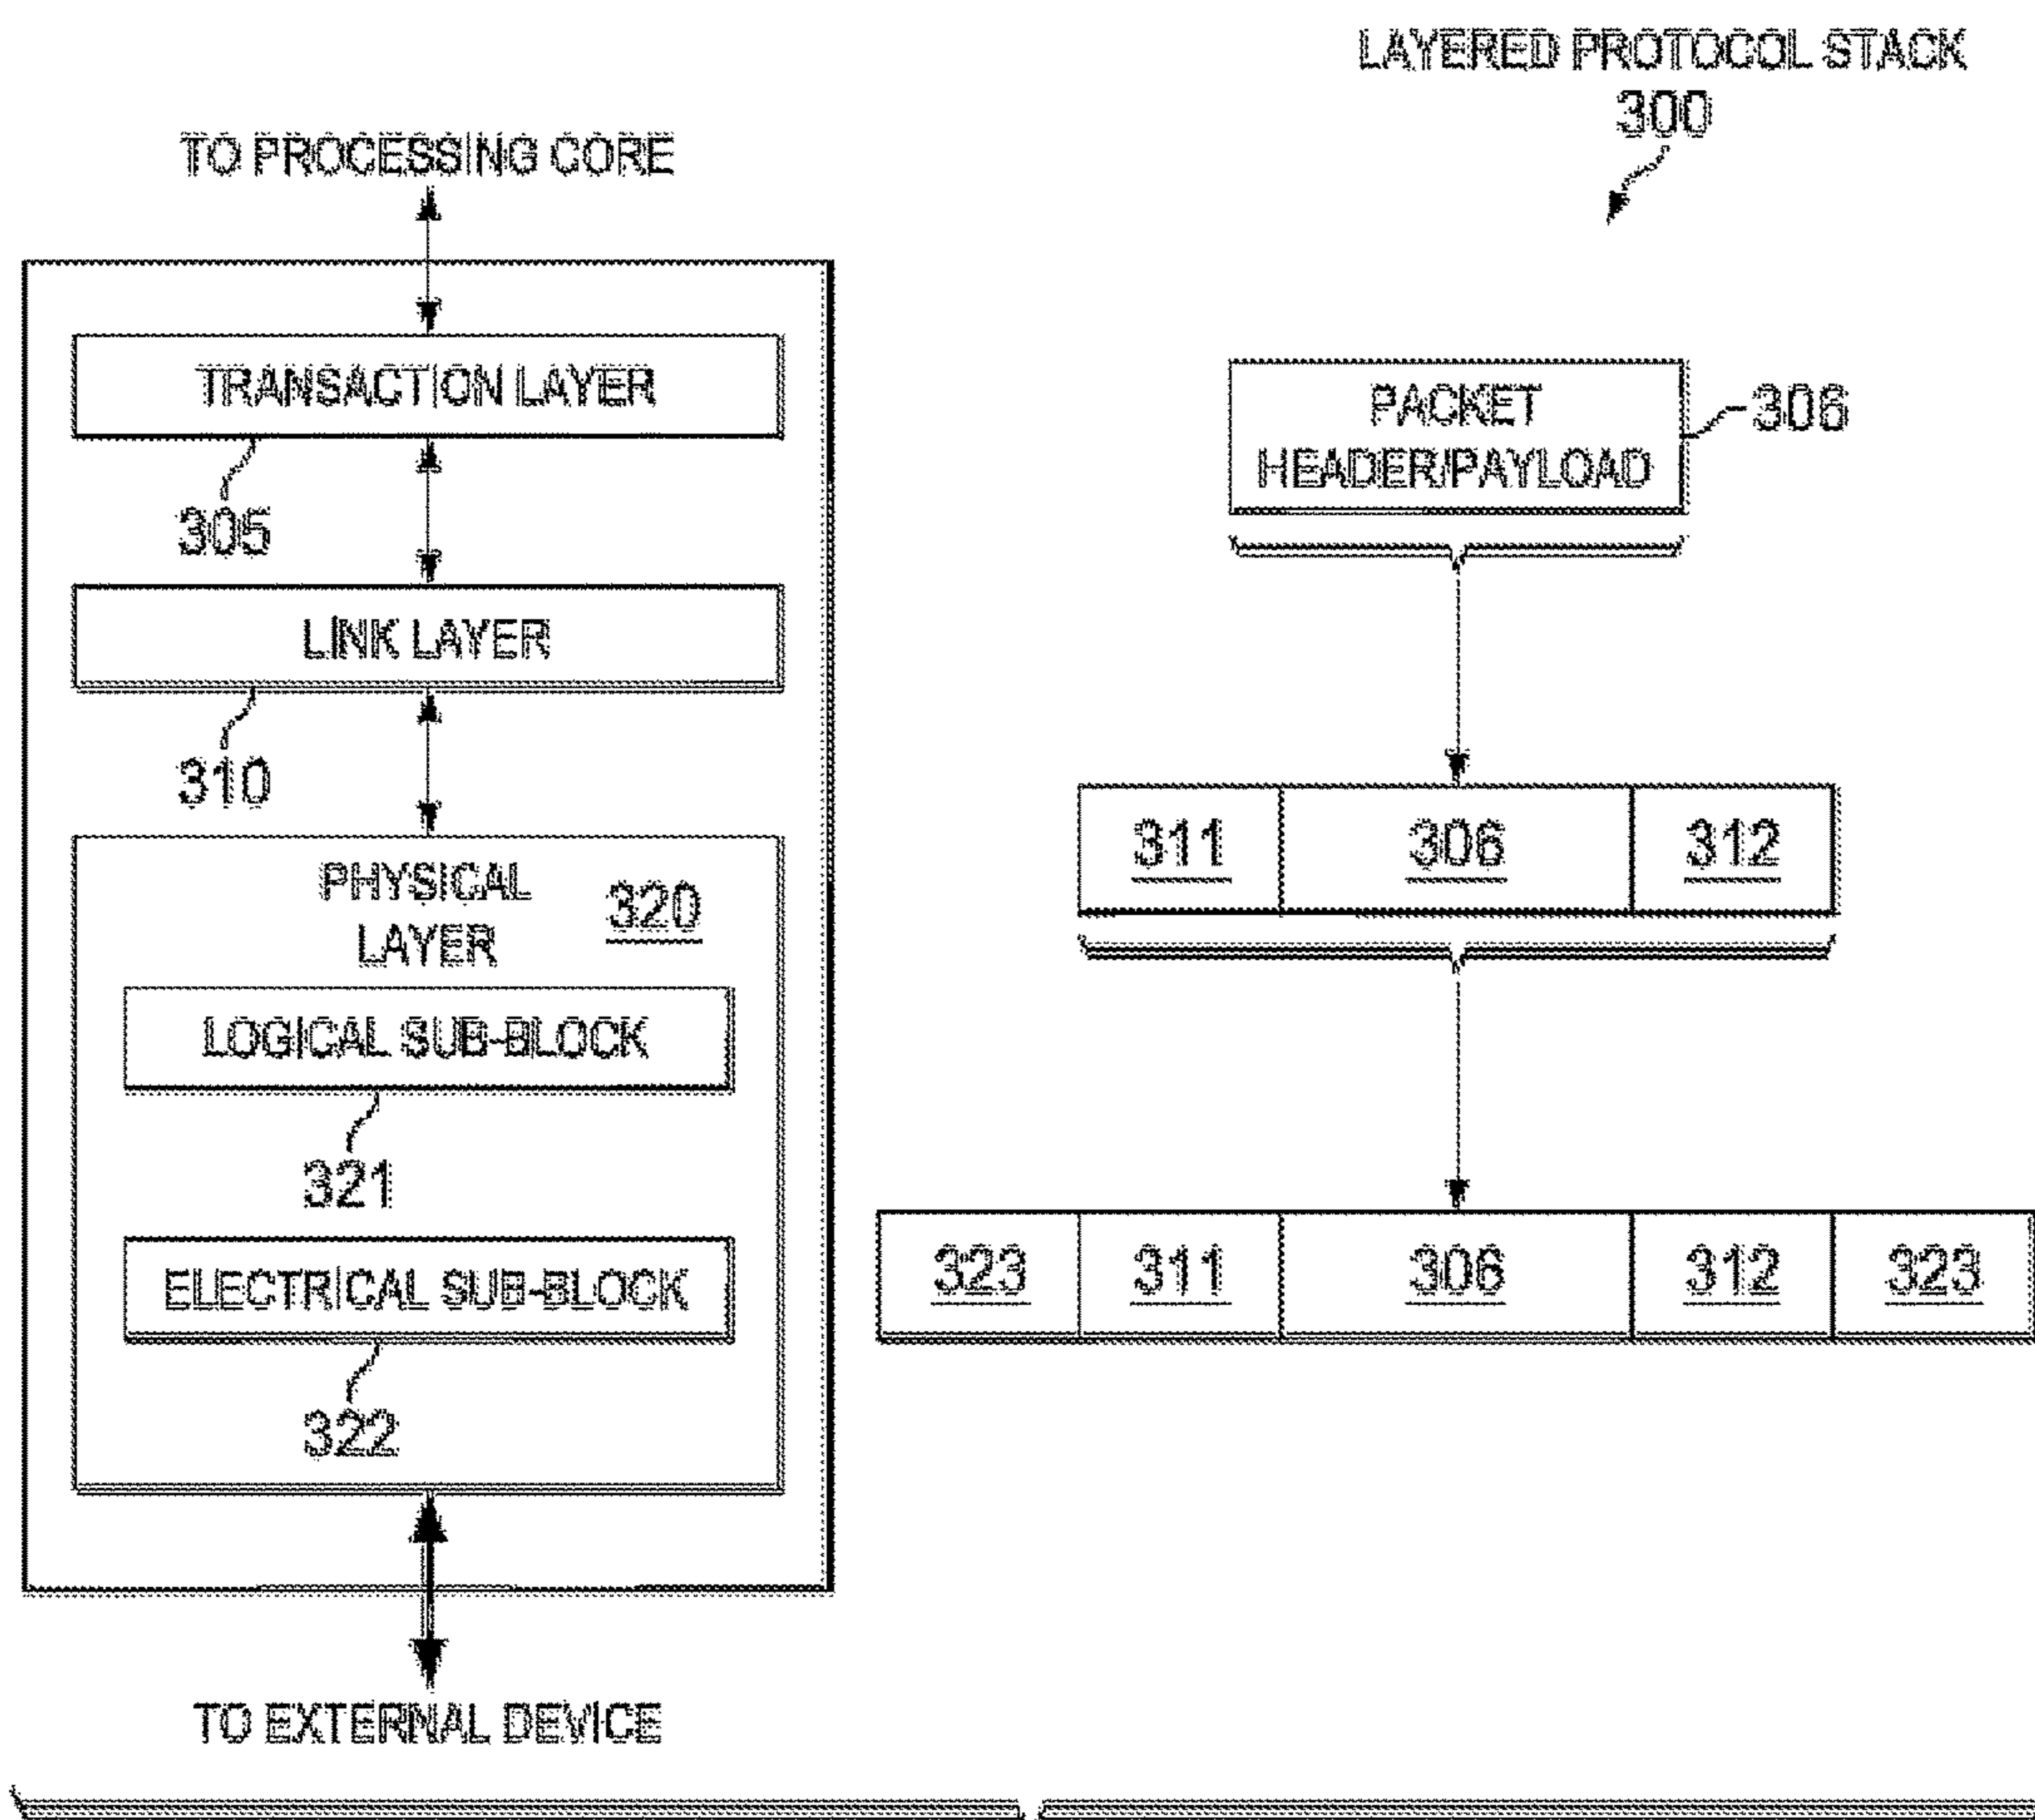 LAYERED PROTOCOL STACK
300
TO PROCESSING CORE
TRANSACTION LAYER
305
LINK LAYER
310
PHYSICAL
LAYER
320
LOGICAL SUB-BLOCK
321
ELECTRICAL SUB-BLOCK
322
TO EXTERNAL DEVICE
PACKET
HEADER/PAYLOAD
306
311 306 312
323 311 306 312 323